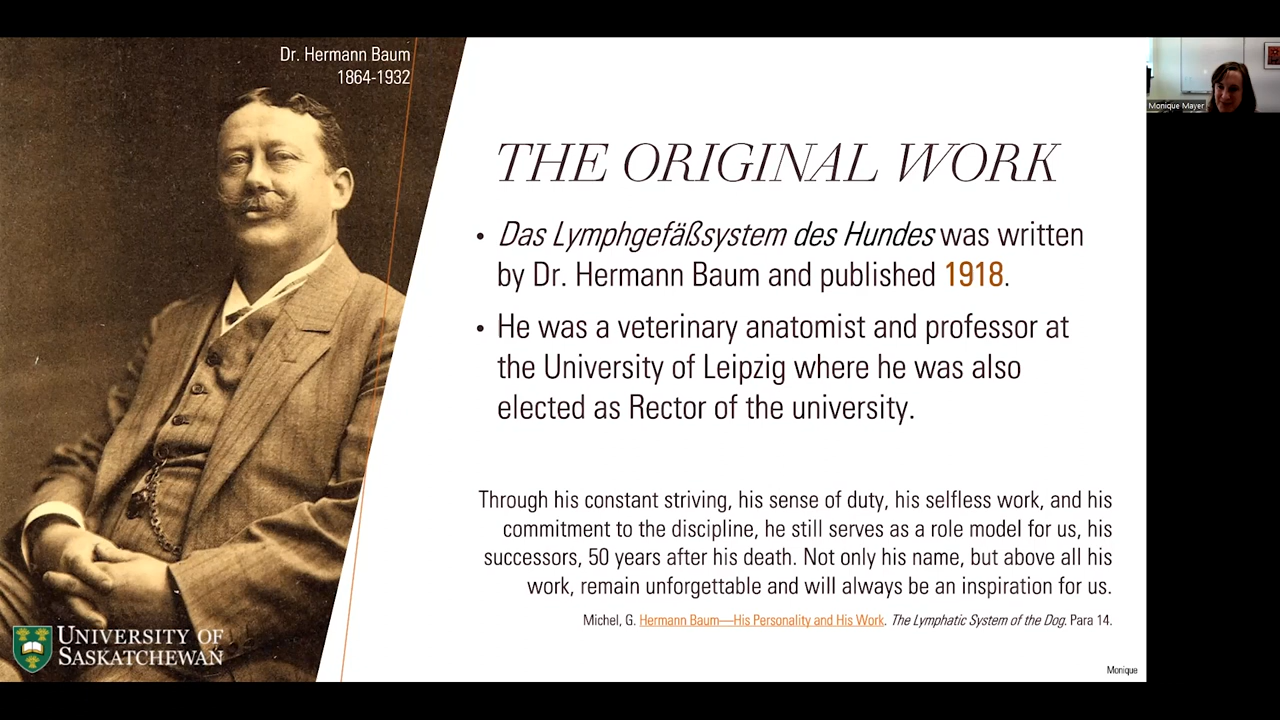 Dr. Hermann Baum
1864-1932
THE ORIGINAL WORK
• Das Lymphgefäßsystem des Hundes was written
by Dr. Hermann Baum and published 1918.
• He was a veterinary anatomist and professor at
the University of Leipzig where he was also
elected as Rector of the university.
Through his constant striving, his sense of duty, his selfless work, and his
commitment to the discipline, he still serves as a role model for us, his
successors, 50 years after his death. Not only his name, but above all his
work, remain unforgettable and will always be an inspiration for us.
Michel, G. Hermann Baum—His Personality and His Work. The Lymphatic System of the Dog. Para 14.
UNIVERSITY OF
SASKATCHEWAN
Monique
Monique Mayer